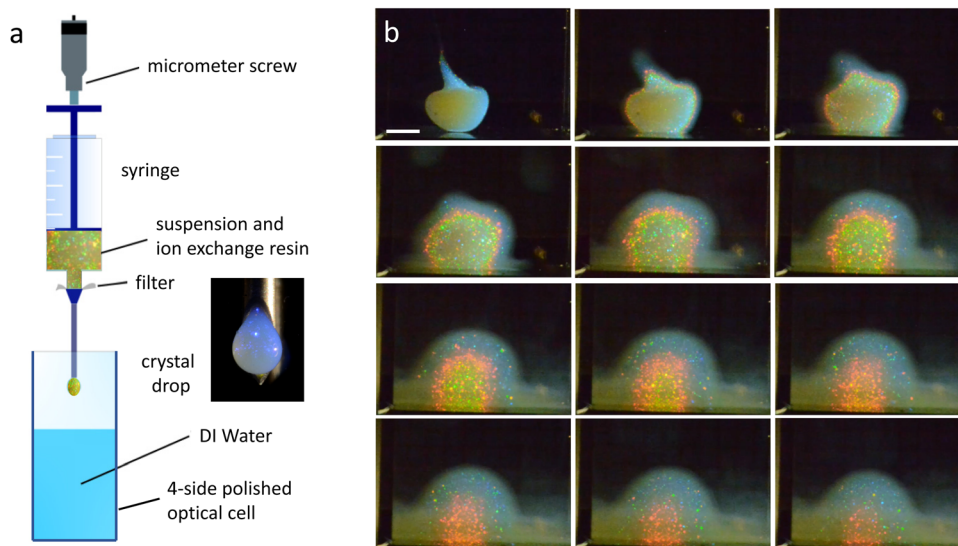 a
micrometer screw
syringe
suspension and
ion exchange resin
filter
crystal
drop
DI Water
4-side polished
optical cell
b